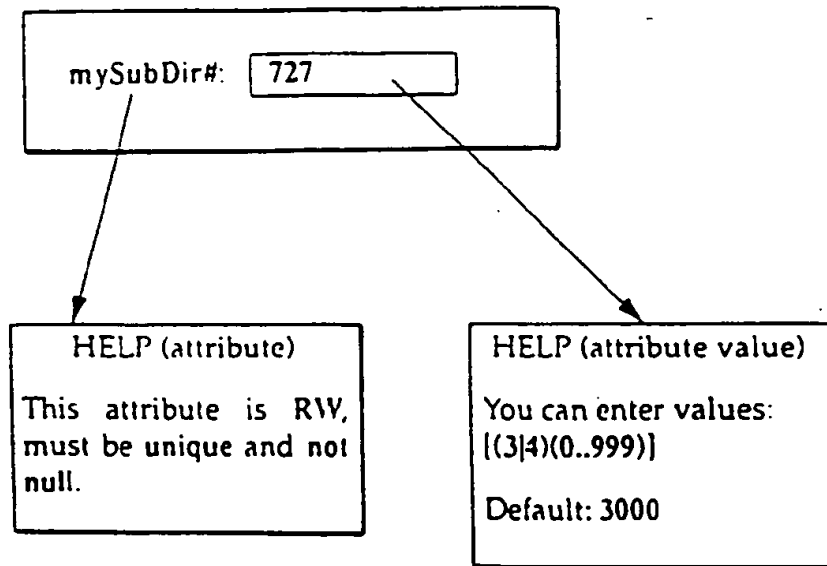 mySubDir#: 727
HELP (attribute)
This attribute is RW,
must be unique and not
null.
HELP (attribute value)
You can enter values:
[(3|4)(0..999)]
Default: 3000